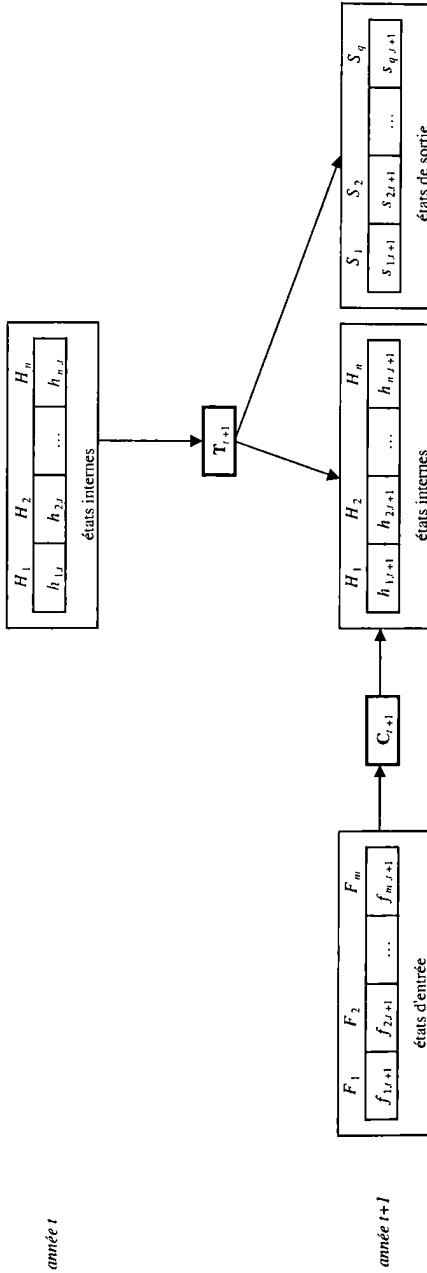 année t
H₁ H₂ Hₙ
h₁,ₜ h₂,ₜ … hₙ,ₜ
états internes
Tₜ₊₁
année t+1
F₁ F₂ Fₘ
f₁,ₜ₊₁ f₂,ₜ₊₁ … fₘ,ₜ₊₁
états d'entrée
Cₜ₊₁
H₁ H₂ Hₙ
h₁,ₜ₊₁ h₂,ₜ₊₁ … hₙ,ₜ₊₁
états internes
S₁ S₂ S_q
s₁,ₜ₊₁ s₂,ₜ₊₁ … s_q,ₜ₊₁
états de sortie